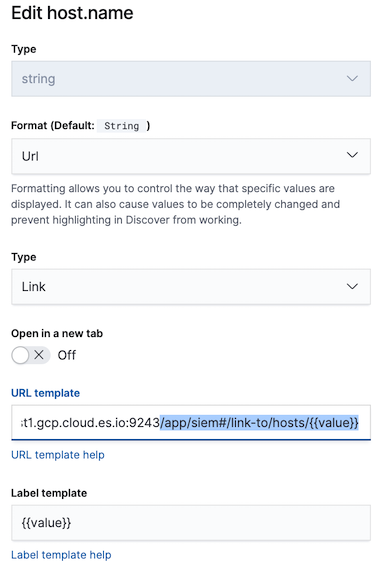 Edit host.name
Type
string
Format (Default: String )
Url
Formatting allows you to control the way that specific values are
displayed. It can also cause values to be completely changed and
prevent highlighting in Discover from working.
Type
Link
Open in a new tab
Off
URL template
t1.gcp.cloud.es.io:9243/app/siem#/link-to/hosts/{{value}}
URL template help
Label template
{{value}}
Label template help